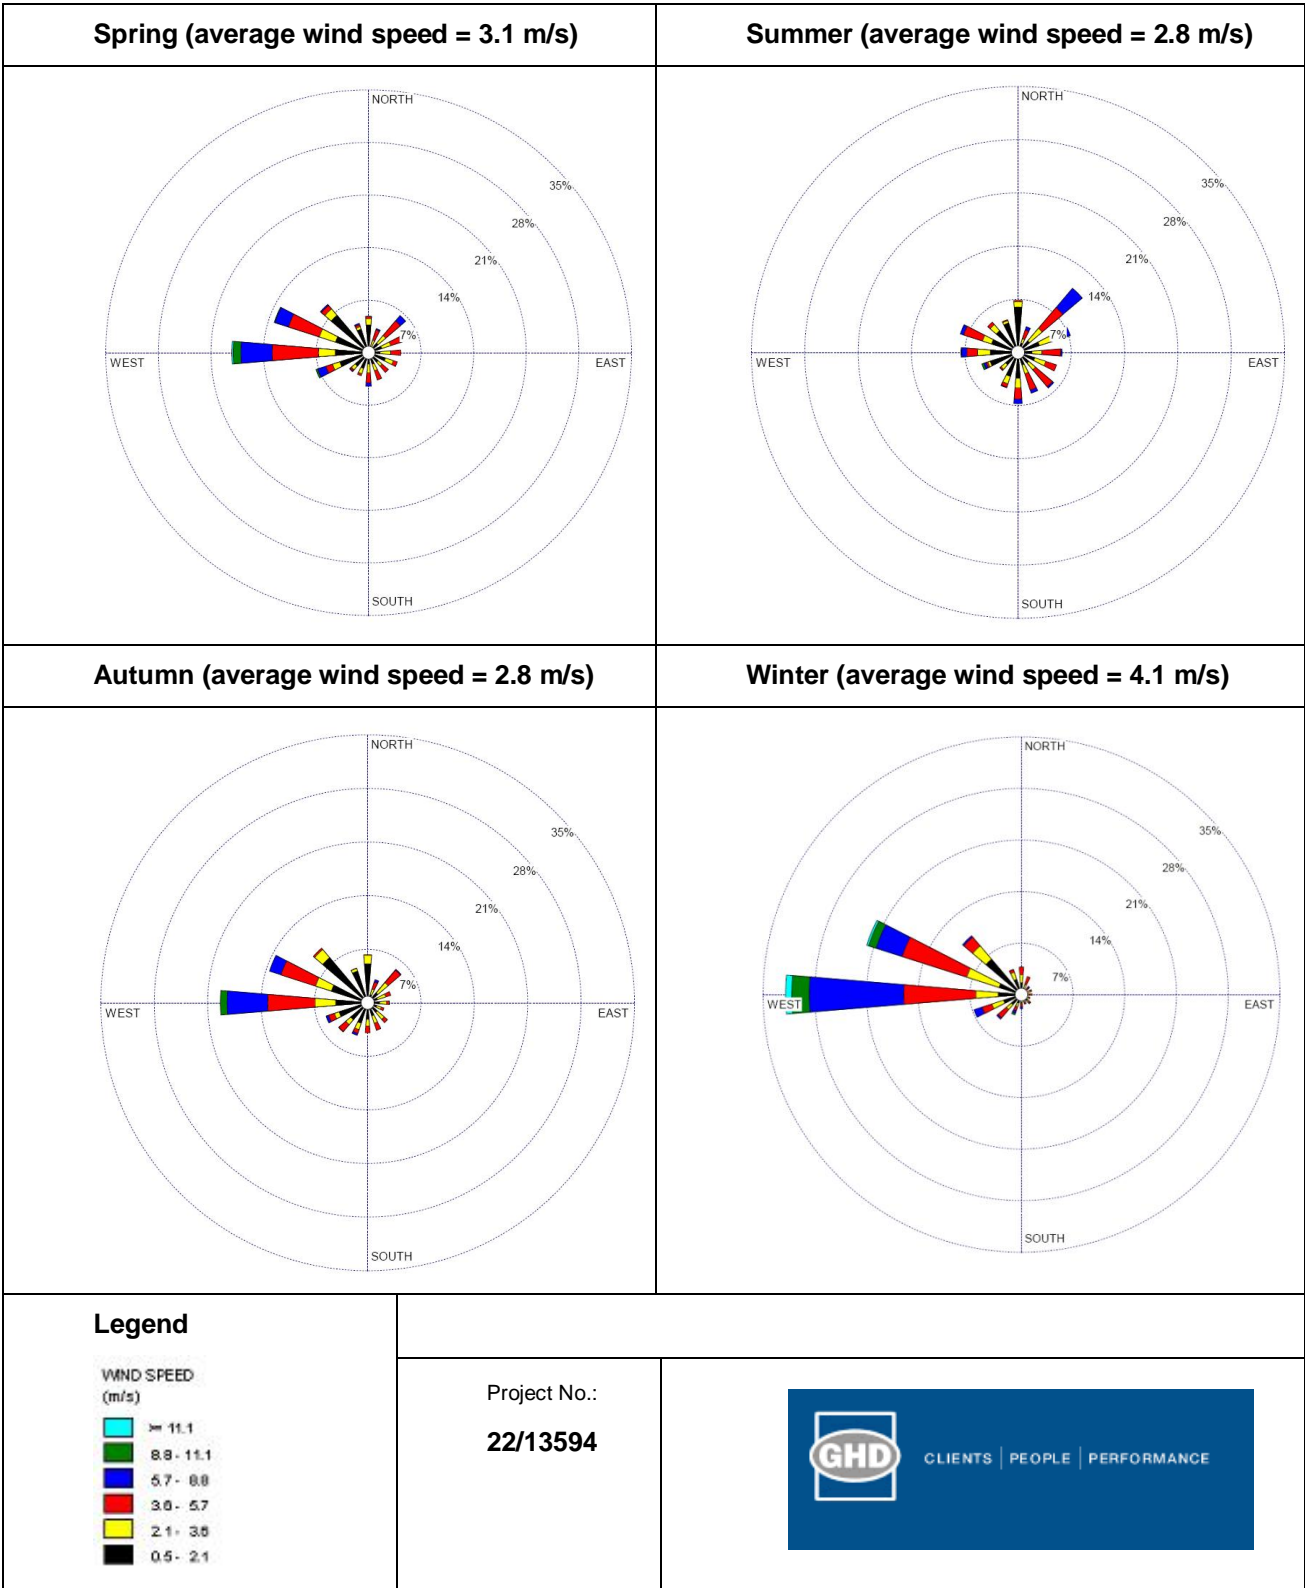 Spring (average wind speed = 3.1 m/s)
Summer (average wind speed = 2.8 m/s)
NORTH
35%
28%
21%
14%
7%
WEST
EAST
SOUTH
NORTH
35%
28%
21%
14%
7%
WEST
EAST
SOUTH
Autumn (average wind speed = 2.8 m/s)
Winter (average wind speed = 4.1 m/s)
NORTH
35%
28%
21%
14%
7%
WEST
EAST
SOUTH
NORTH
35%
28%
21%
14%
7%
WEST
EAST
SOUTH
Legend
WIND SPEED
(m/s)
>= 11.1
8.8 - 11.1
5.7 - 8.8
3.6 - 5.7
2.1 - 3.6
0.5 - 2.1
Project No.:
22/13594
GHD
CLIENTS | PEOPLE | PERFORMANCE